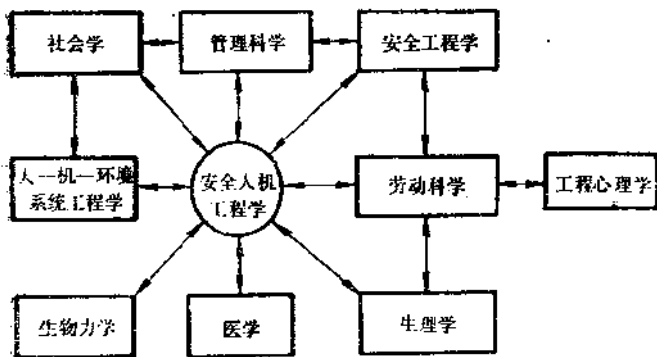 社会学
管理科学
安全工程学
人—机—环境
系统工程学
安全人机
工程学
劳动科学
工程心理学
生物力学
医学
生理学